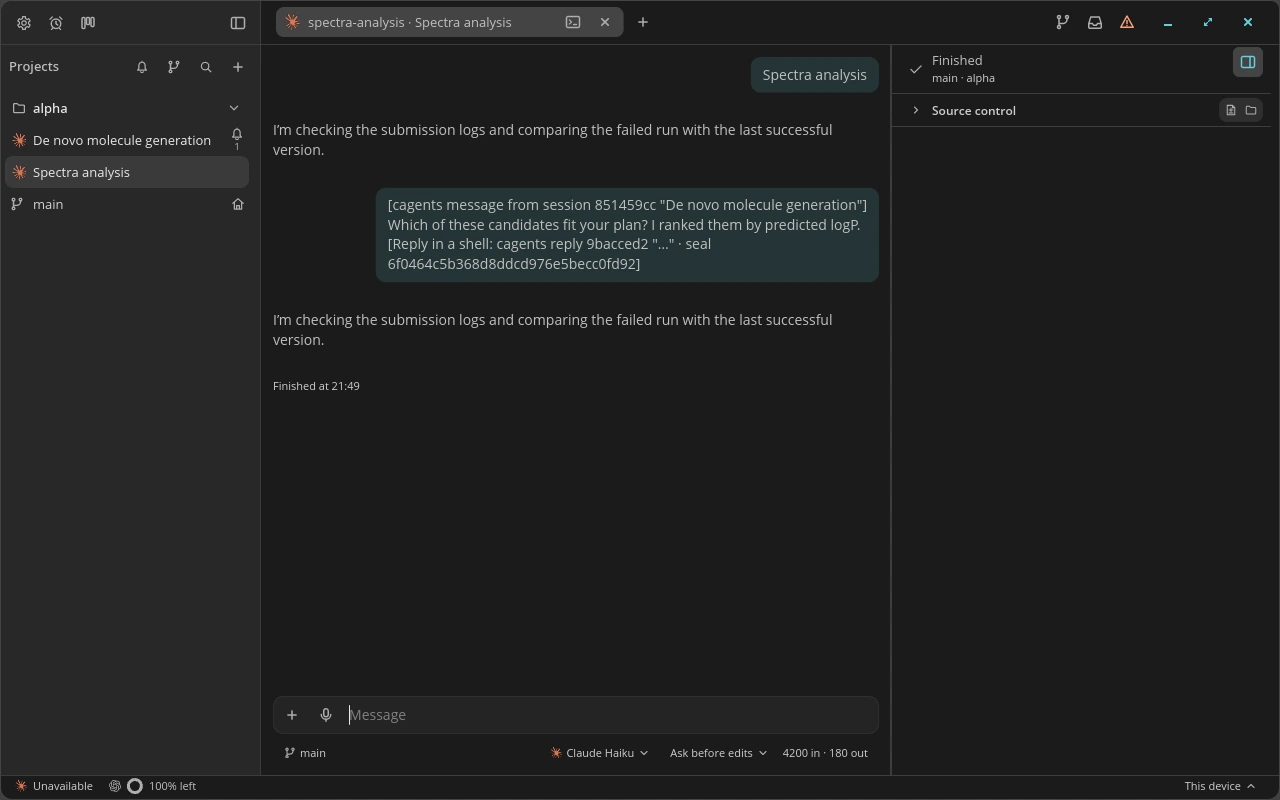 spectra-analysis · Spectra analysis
Projects
alpha
De novo molecule generation
1
Spectra analysis
main
Spectra analysis
I'm checking the submission logs and comparing the failed run with the last successful
version.
[cagents message from session 851459cc "De novo molecule generation"]
Which of these candidates fit your plan? I ranked them by predicted logP.
[Reply in a shell: cagents reply 9bacced2 "…" · seal
6f0464c5b368d8ddcd976e5becc0fd92]
I'm checking the submission logs and comparing the failed run with the last successful
version.
Finished at 21:49
Message
main
Claude Haiku
Ask before edits
4200 in · 180 out
Finished
main · alpha
Source control
Unavailable
100% left
This device